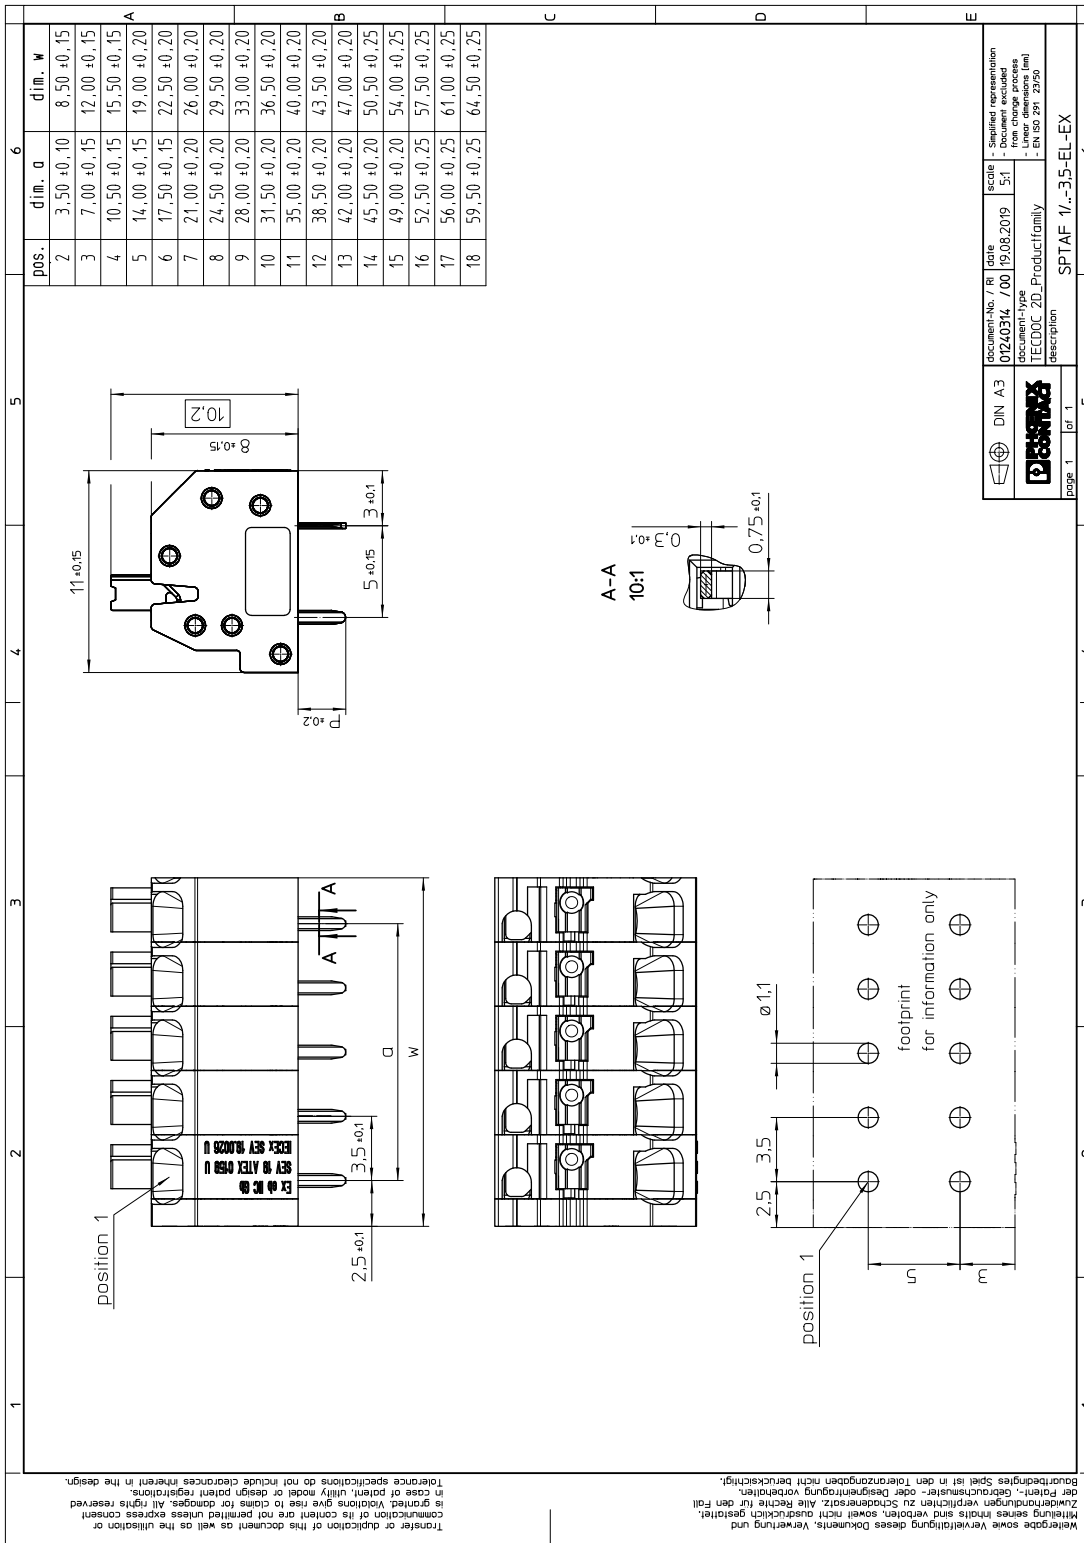 pos. dim. a dim. w
2 3,50 ±0,10 8,50 ±0,15
3 7,00 ±0,15 12,00 ±0,15
4 10,50 ±0,15 15,50 ±0,15
5 14,00 ±0,15 19,00 ±0,20
6 17,50 ±0,15 22,50 ±0,20
7 21,00 ±0,20 26,00 ±0,20
8 24,50 ±0,20 29,50 ±0,20
9 28,00 ±0,20 33,00 ±0,20
10 31,50 ±0,20 36,50 ±0,20
11 35,00 ±0,20 40,00 ±0,20
12 38,50 ±0,20 43,50 ±0,20
13 42,00 ±0,20 47,00 ±0,20
14 45,50 ±0,20 50,50 ±0,25
15 49,00 ±0,20 54,00 ±0,25
16 52,50 ±0,25 57,50 ±0,25
17 56,00 ±0,25 61,00 ±0,25
18 59,50 ±0,25 64,50 ±0,25
1 2 3 4 5 6
A
B
C
D
E
position 1
Ex eb IIC Gb
SEV 18 ATEX 0158 U
IECEx SEV 18.0026 U
2,5 ±0,1
3,5 ±0,1
a
w
A A
11 ±0,15
8 ±0,15
10,2
5 ±0,15
3 ±0,1
P ±0,2
A-A
10:1
0,3 ±0,1
0,75 ±0,1
position 1
2,5
3,5
ø1,1
5
3
footprint
for information only
DIN A3
PHOENIX
CONTACT
page 1 of 1
document-No. / RI
01240314 / 00
date
19.08.2019
scale
5:1
- Simplified representation
- Document excluded
from change process
- Linear dimensions [mm]
- EN ISO 291 23/50
document-type
TECDOC 2D_Productfamily
description
SPTAF 1/..-3,5-EL-EX
Transfer or duplication of this document as well as the utilisation or
communication of its content are not permitted unless express consent
is granted. Violations give rise to claims for damages. All rights reserved
in case of patent, utility model or design patent registrations.
Tolerance specifications do not include clearances inherent in the design.
Weitergabe sowie Vervielfältigung dieses Dokuments, Verwertung und
Mitteilung seines Inhalts sind verboten, soweit nicht ausdrücklich gestattet.
Zuwiderhandlungen verpflichten zu Schadenersatz. Alle Rechte für den Fall
der Patent-, Gebrauchsmuster- oder Designeintragung vorbehalten.
Bauartbedingtes Spiel ist in den Toleranzangaben nicht berücksichtigt.